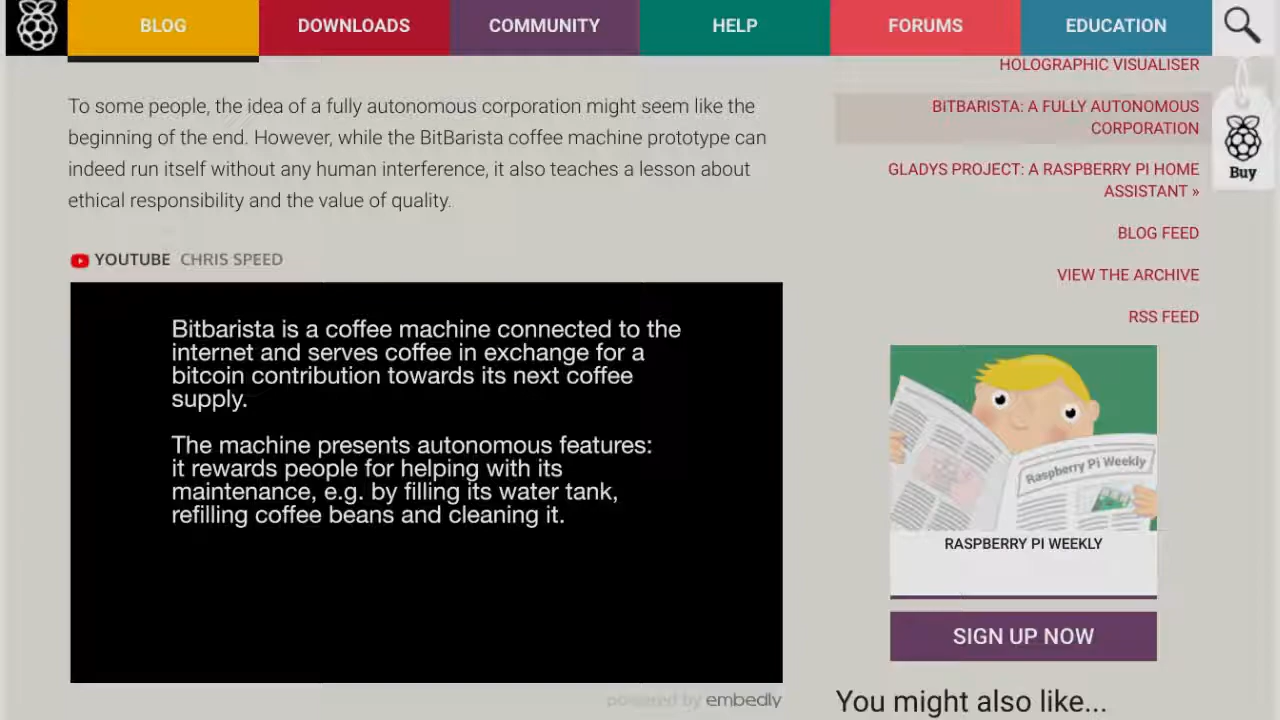 BLOG
DOWNLOADS
COMMUNITY
HELP
FORUMS
EDUCATION
HOLOGRAPHIC VISUALISER
BITBARISTA: A FULLY AUTONOMOUS
CORPORATION
GLADYS PROJECT: A RASPBERRY PI HOME
ASSISTANT »
BLOG FEED
VIEW THE ARCHIVE
RSS FEED
Buy
To some people, the idea of a fully autonomous corporation might seem like the
beginning of the end. However, while the BitBarista coffee machine prototype can
indeed run itself without any human interference, it also teaches a lesson about
ethical responsibility and the value of quality.
YOUTUBE CHRIS SPEED
Bitbarista is a coffee machine connected to the
internet and serves coffee in exchange for a
bitcoin contribution towards its next coffee
supply.
The machine presents autonomous features:
it rewards people for helping with its
maintenance, e.g. by filling its water tank,
refilling coffee beans and cleaning it.
powered by embedly
Raspberry Pi Weekly
RASPBERRY PI WEEKLY
SIGN UP NOW
You might also like...